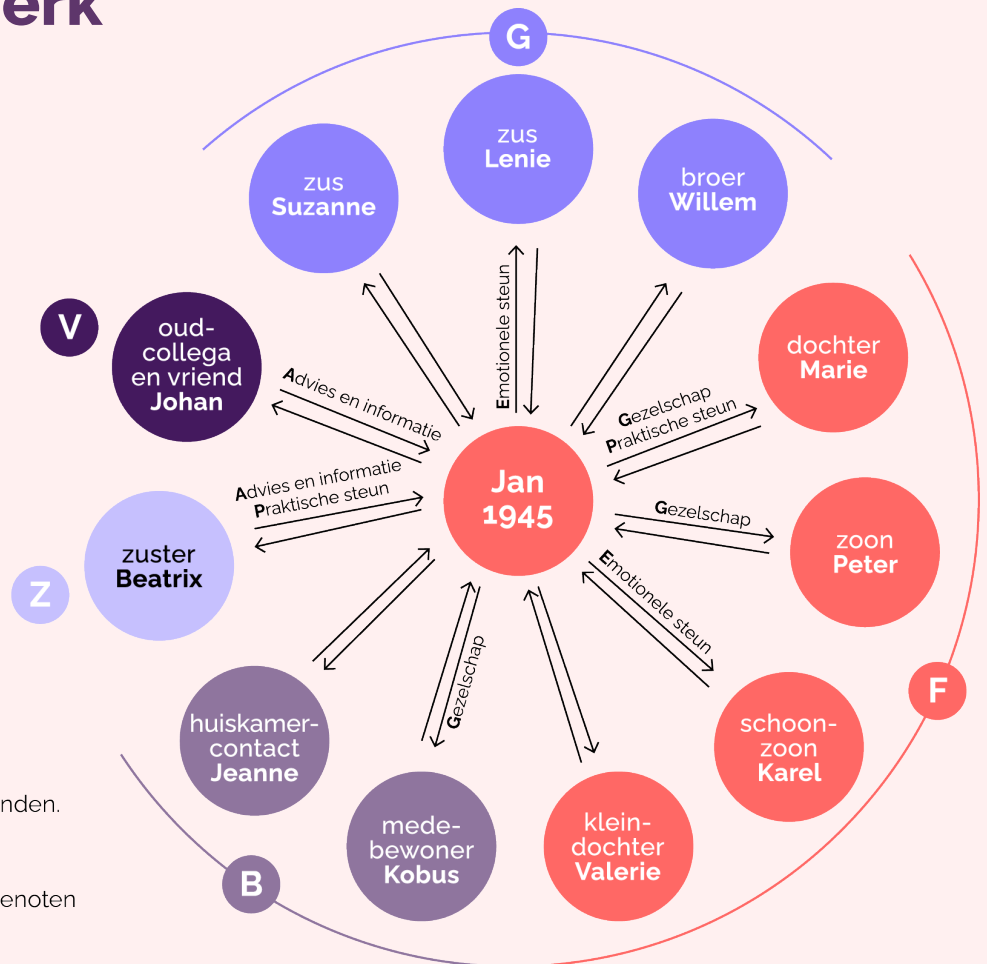 erk
G
zus
Lenie
zus
Suzanne
broer
Willem
V
oud-
collega
en vriend
Johan
dochter
Marie
Emotionele steun
Advies en informatie
Gezelschap
Praktische steun
Jan
1945
Advies en informatie
Praktische steun
Gezelschap
zuster
Beatrix
Z
zoon
Peter
Emotionele steun
Gezelschap
F
huiskamer-
contact
Jeanne
schoon-
zoon
Karel
mede-
bewoner
Kobus
klein-
dochter
Valerie
B
nden.
enoten